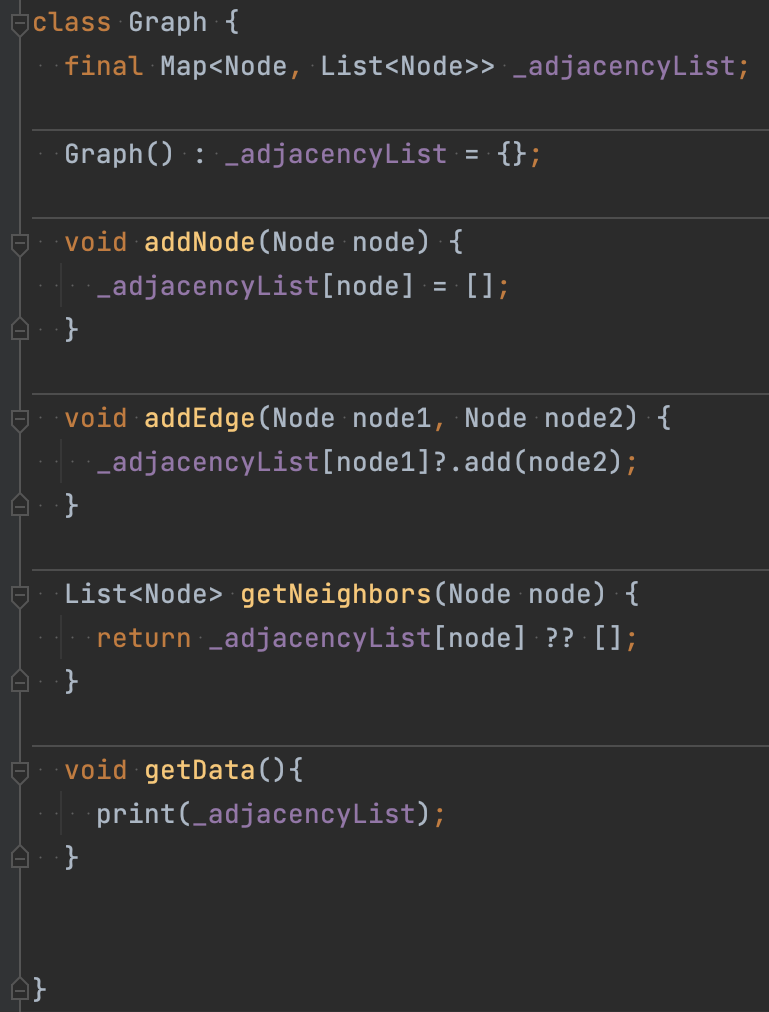 class Graph {
  final Map<Node, List<Node>> _adjacencyList;
  Graph() : _adjacencyList = {};
  void addNode(Node node) {
    _adjacencyList[node] = [];
  }
  void addEdge(Node node1, Node node2) {
    _adjacencyList[node1]?.add(node2);
  }
  List<Node> getNeighbors(Node node) {
    return _adjacencyList[node] ?? [];
  }
  void getData(){
    print(_adjacencyList);
  }
}